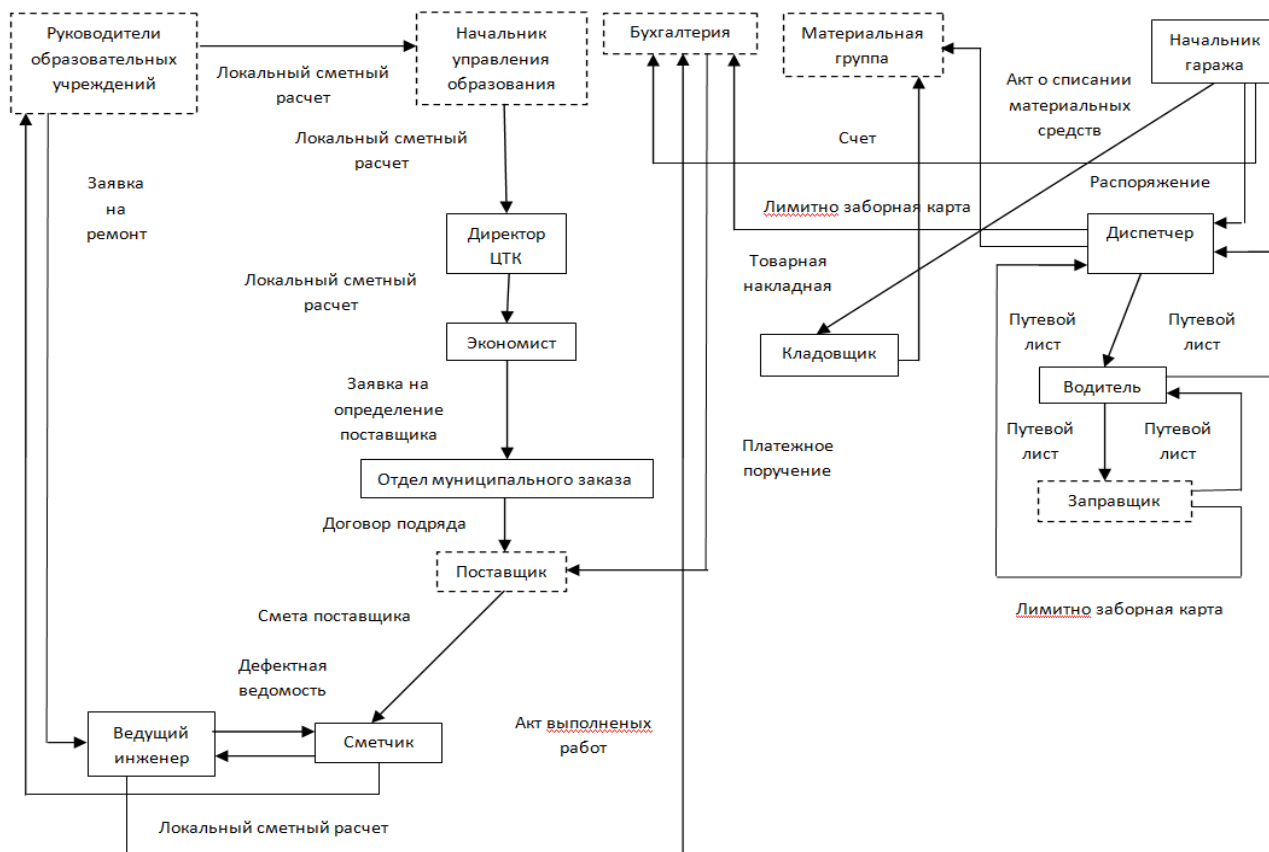 Руководители
образовательных
учреждений
Локальный сметный
расчет
Начальник
управления
образования
Бухгалтерия
Материальная
группа
Начальник
гаража
Акт о списании
материальных
средств
Локальный сметный
расчет
Счет
Заявка
на
ремонт
Распоряжение
Лимитно заборная карта
Директор
ЦТК
Диспетчер
Локальный сметный
расчет
Товарная
накладная
Экономист
Кладовщик
Путевой
лист
Путевой
лист
Водитель
Заявка на
определение
поставщика
Платежное
поручение
Путевой
лист
Путевой
лист
Отдел муниципального заказа
Заправщик
Договор подряда
Поставщик
Смета поставщика
Лимитно заборная карта
Дефектная
ведомость
Ведущий
инженер
Сметчик
Акт выполненых
работ
Локальный сметный расчет